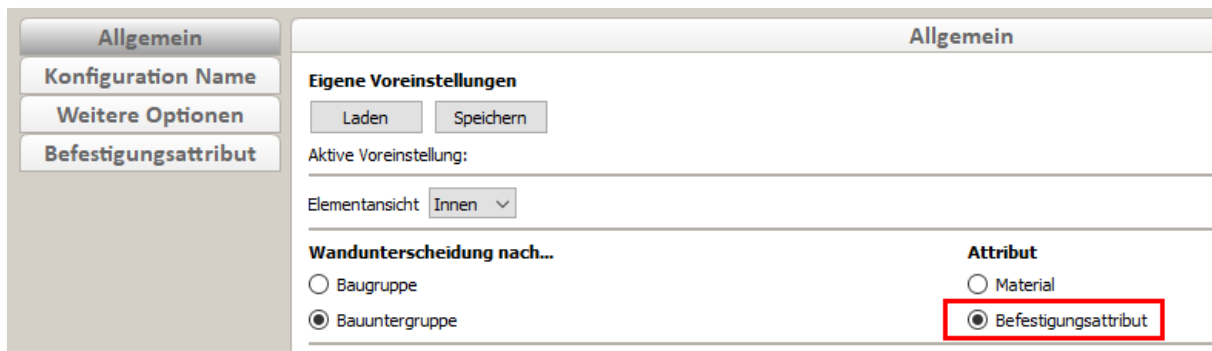 Allgemein
Konfiguration Name
Weitere Optionen
Befestigungsattribut
Allgemein
Eigene Voreinstellungen
Laden Speichern
Aktive Voreinstellung:
Elementansicht Innen
Wandunterscheidung nach... Attribut
Baugruppe Material
Bauuntergruppe Befestigungsattribut